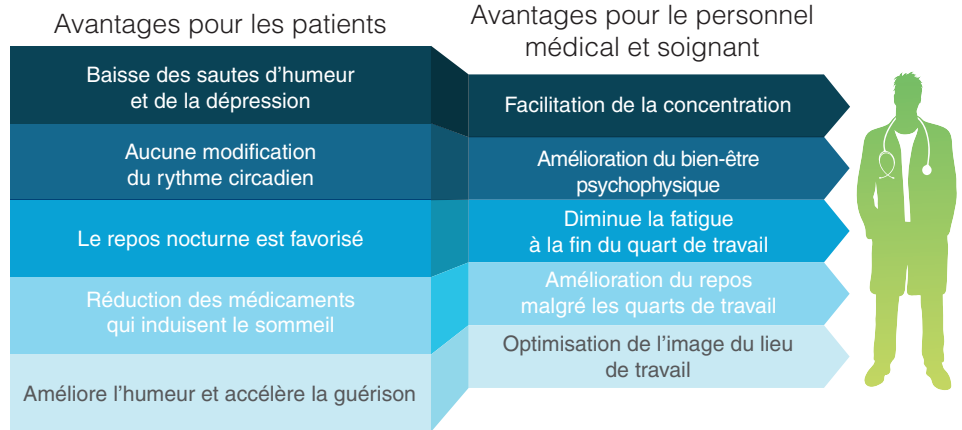 Avantages pour les patients
Baisse des sautes d’humeur
et de la dépression
Aucune modification
du rythme circadien
Le repos nocturne est favorisé
Réduction des médicaments
qui induisent le sommeil
Améliore l’humeur et accélère la guérison
Avantages pour le personnel
médical et soignant
Facilitation de la concentration
Amélioration du bien-être
psychophysique
Diminue la fatigue
à la fin du quart de travail
Amélioration du repos
malgré les quarts de travail
Optimisation de l’image du lieu
de travail